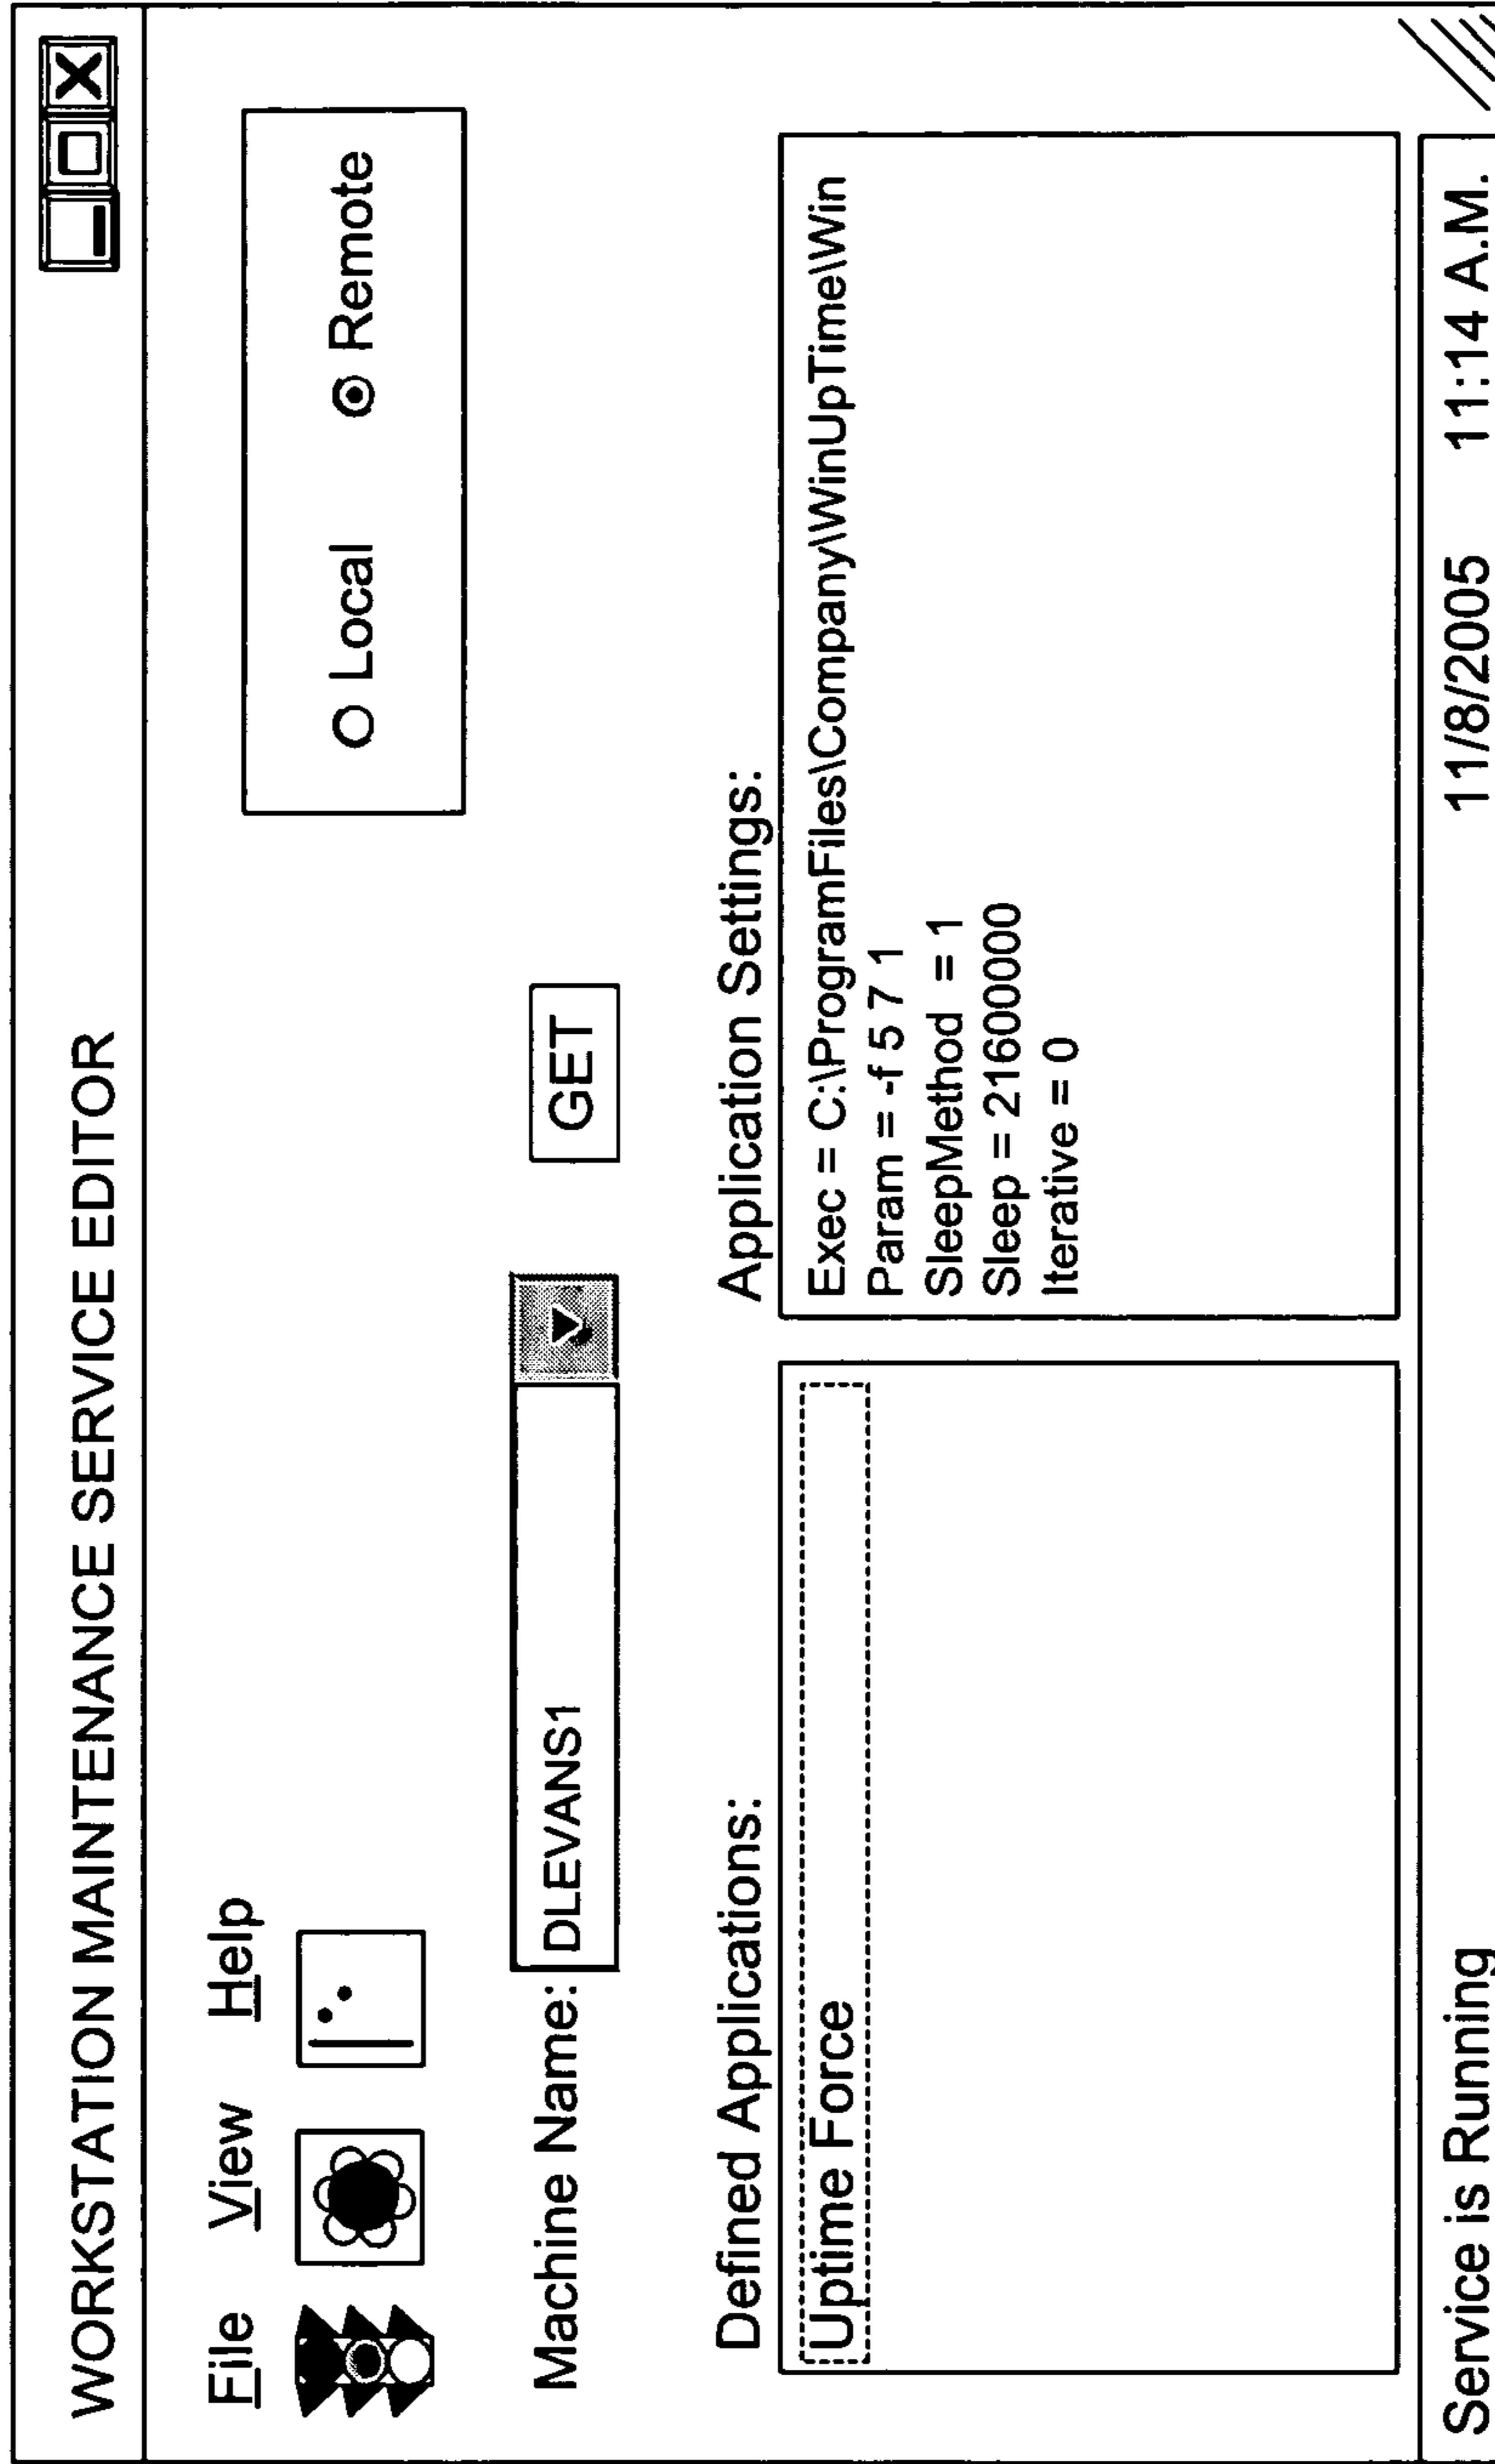 WORKSTATION MAINTENANCE SERVICE EDITOR
File View Help
Local Remote
Machine Name: DLEVANS1 GET
Defined Applications:
Uptime Force
Application Settings:
Exec = C:\ProgramFiles\Company\WinUpTime\Win
Param = -f 5 7 1
SleepMethod = 1
Sleep = 21600000
Iterative = 0
Service is Running 11/8/2005 11:14 A.M.